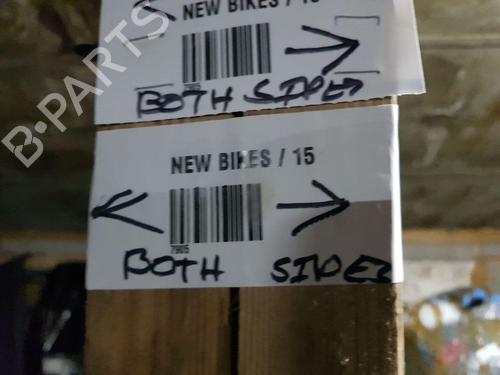 NEW BIKES / 15
BOTH SIDES
NEW BIKES / 15
7905
BOTH SIDES
B-PARTS